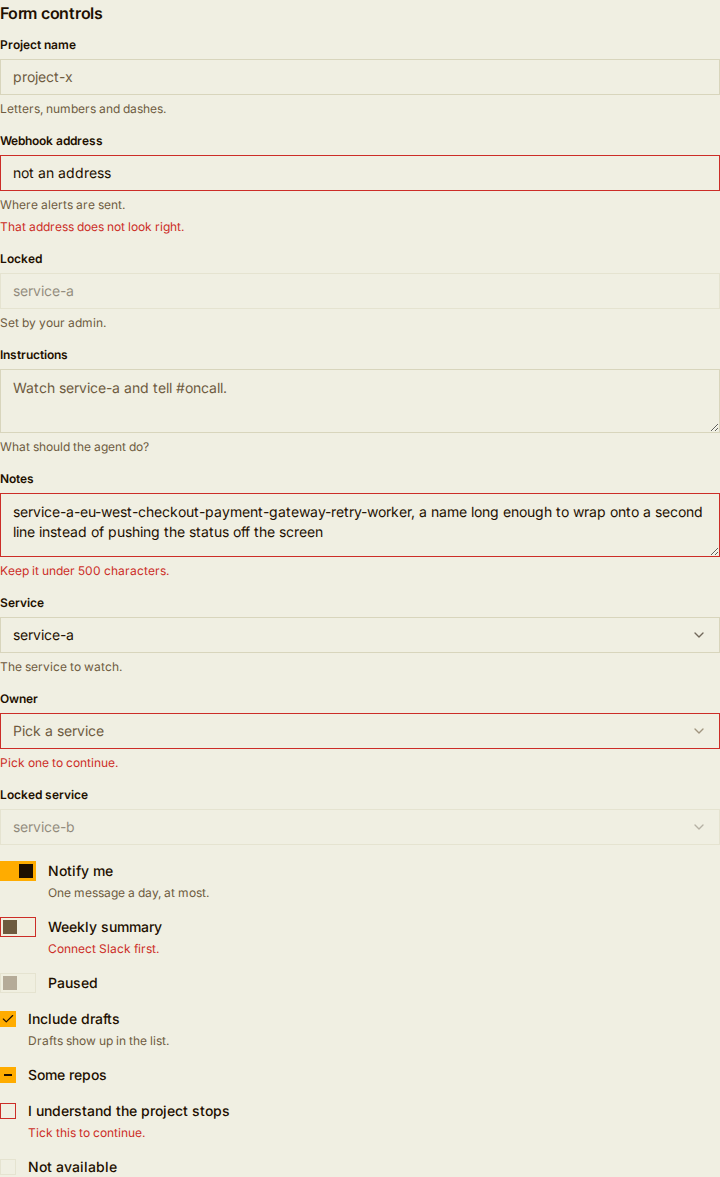 Form controls
Project name
project-x
Letters, numbers and dashes.
Webhook address
not an address
Where alerts are sent.
That address does not look right.
Locked
service-a
Set by your admin.
Instructions
Watch service-a and tell #oncall.
What should the agent do?
Notes
service-a-eu-west-checkout-payment-gateway-retry-worker, a name long enough to wrap onto a second
line instead of pushing the status off the screen
Keep it under 500 characters.
Service
service-a
The service to watch.
Owner
Pick a service
Pick one to continue.
Locked service
service-b
Notify me
One message a day, at most.
Weekly summary
Connect Slack first.
Paused
Include drafts
Drafts show up in the list.
Some repos
I understand the project stops
Tick this to continue.
Not available